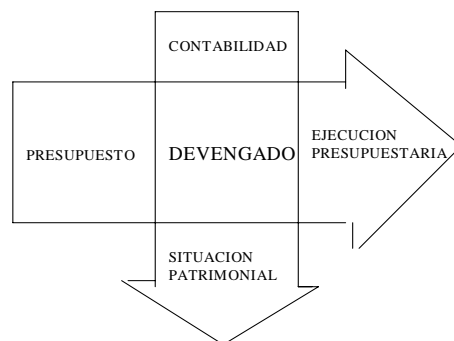 CONTABILIDAD
PRESUPUESTO
DEVENGADO
EJECUCION
PRESUPUESTARIA
SITUACION
PATRIMONIAL